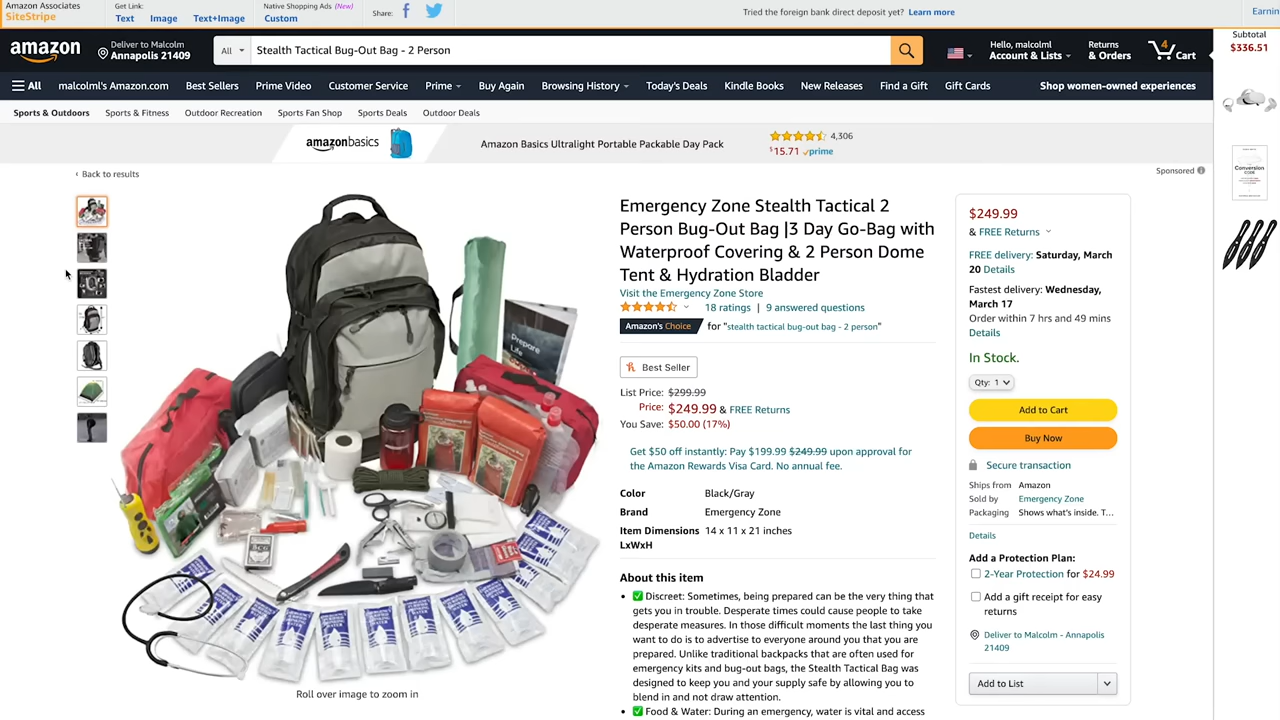 Amazon Associates
SiteStripe
Get Link:
Text Image Text+Image
Native Shopping Ads (New)
Custom
Share:
Tried the foreign bank direct deposit yet? Learn more
Earnin
amazon
Deliver to Malcolm
Annapolis 21409
All
Stealth Tactical Bug-Out Bag - 2 Person
Hello, malcolml
Account & Lists
Returns
& Orders
4
Cart
Subtotal
$336.51
All malcolml's Amazon.com Best Sellers Prime Video Customer Service Prime Buy Again Browsing History Today's Deals Kindle Books New Releases Find a Gift Gift Cards Shop women-owned experiences
Sports & Outdoors Sports & Fitness Outdoor Recreation Sports Fan Shop Sports Deals Outdoor Deals
amazonbasics
Amazon Basics Ultralight Portable Packable Day Pack
4,306
$15.71 prime
‹ Back to results
Sponsored
Conversion
Prepare
Life
Roll over image to zoom in
Emergency Zone Stealth Tactical 2
Person Bug-Out Bag |3 Day Go-Bag with
Waterproof Covering & 2 Person Dome
Tent & Hydration Bladder
Visit the Emergency Zone Store
18 ratings | 9 answered questions
Amazon's Choice for "stealth tactical bug-out bag - 2 person"
Best Seller
List Price: $299.99
Price: $249.99 & FREE Returns
You Save: $50.00 (17%)
Get $50 off instantly: Pay $199.99 $249.99 upon approval for
the Amazon Rewards Visa Card. No annual fee.
Color Black/Gray
Brand Emergency Zone
Item Dimensions 14 x 11 x 21 inches
LxWxH
About this item
• ✅ Discreet: Sometimes, being prepared can be the very thing that
gets you in trouble. Desperate times could cause people to take
desperate measures. In those difficult moments the last thing you
want to do is to advertise to everyone around you that you are
prepared. Unlike traditional backpacks that are often used for
emergency kits and bug-out bags, the Stealth Tactical Bag was
designed to keep you and your supply safe by allowing you to
blend in and not draw attention.
• ✅ Food & Water: During an emergency, water is vital and access
$249.99
& FREE Returns
FREE delivery: Saturday, March
20 Details
Fastest delivery: Wednesday,
March 17
Order within 7 hrs and 49 mins
Details
In Stock.
Qty: 1
Add to Cart
Buy Now
Secure transaction
Ships from Amazon
Sold by Emergency Zone
Packaging Shows what's inside. T...
Details
Add a Protection Plan:
2-Year Protection for $24.99
Add a gift receipt for easy
returns
Deliver to Malcolm - Annapolis
21409
Add to List